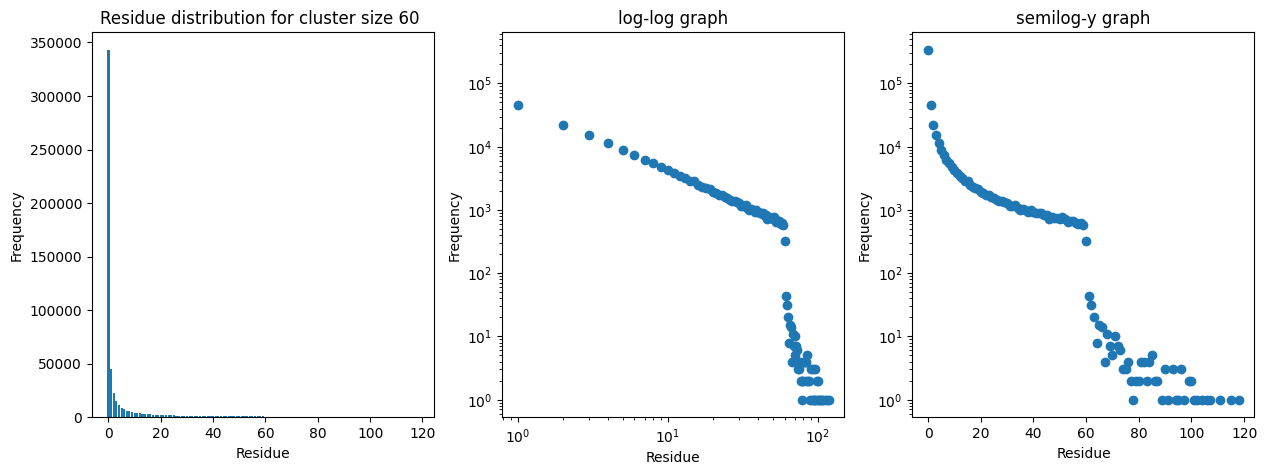 Residue distribution for cluster size 60
350000
300000
250000
200000
150000
100000
50000
0
Frequency
0 20 40 60 80 100 120
Residue
log-log graph
10^5
10^4
10^3
10^2
10^1
10^0
Frequency
10^0 10^1 10^2
Residue
semilog-y graph
10^5
10^4
10^3
10^2
10^1
10^0
Frequency
0 20 40 60 80 100 120
Residue